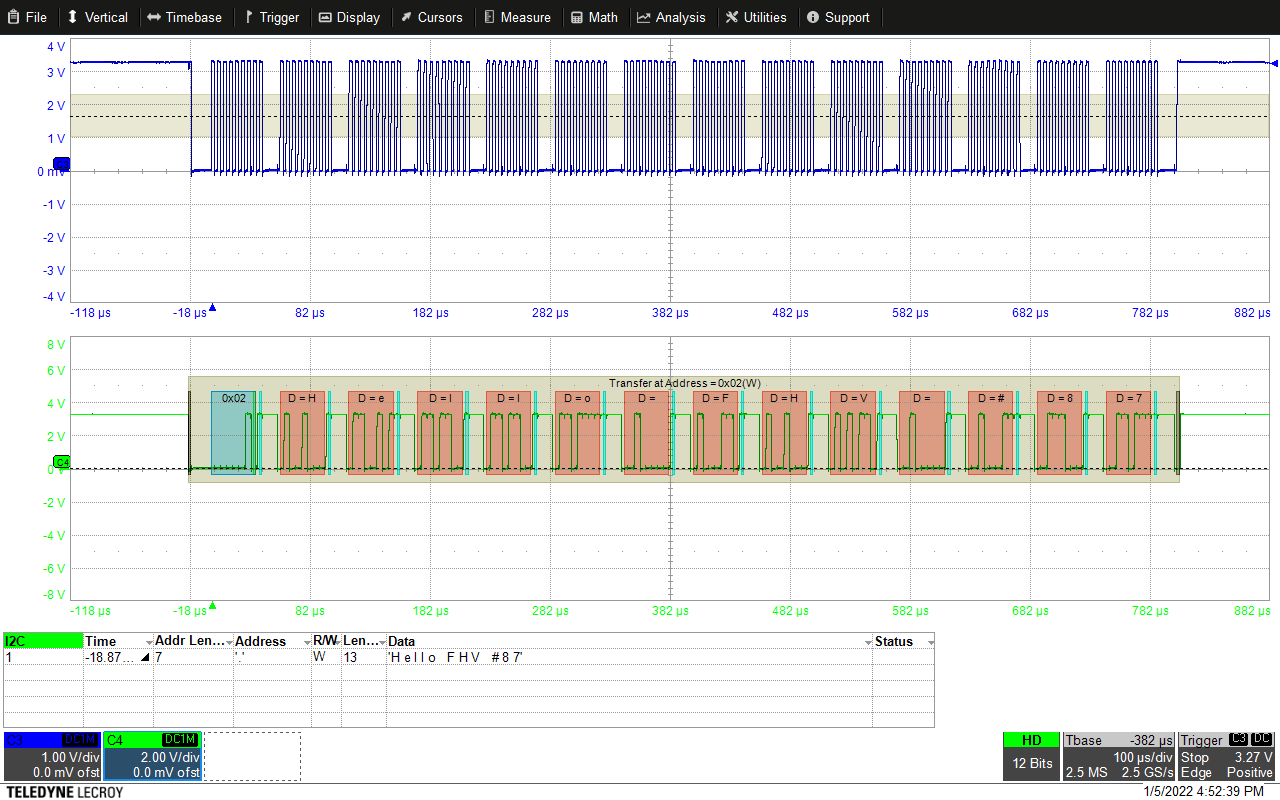 File Vertical Timebase Trigger Display Cursors Measure Math Analysis Utilities Support
4 V
3 V
2 V
1 V
0 mV
-1 V
-2 V
-3 V
-4 V
-118 µs -18 µs 82 µs 182 µs 282 µs 382 µs 482 µs 582 µs 682 µs 782 µs 882 µs
8 V
6 V
4 V
2 V
0 V
-2 V
-4 V
-6 V
-8 V
C4
Transfer at Address = 0x02(W)
0x02 D = H D = e D = l D = l D = o D = D = F D = H D = V D = D = # D = 8 D = 7
-118 µs -18 µs 82 µs 182 µs 282 µs 382 µs 482 µs 582 µs 682 µs 782 µs 882 µs
I2C Time Addr Len... Address R/W Len... Data Status
1 -18.87... 7 '.' W 13 'H e l l o   F H V   # 8 7'
C3 DC1M
1.00 V/div
0.0 mV ofst
C4 DC1M
2.00 V/div
0.0 mV ofst
HD
12 Bits
Tbase -382 µs
100 µs/div
2.5 MS 2.5 GS/s
Trigger C3 DC
Stop 3.27 V
Edge Positive
TELEDYNE LECROY
1/5/2022 4:52:39 PM